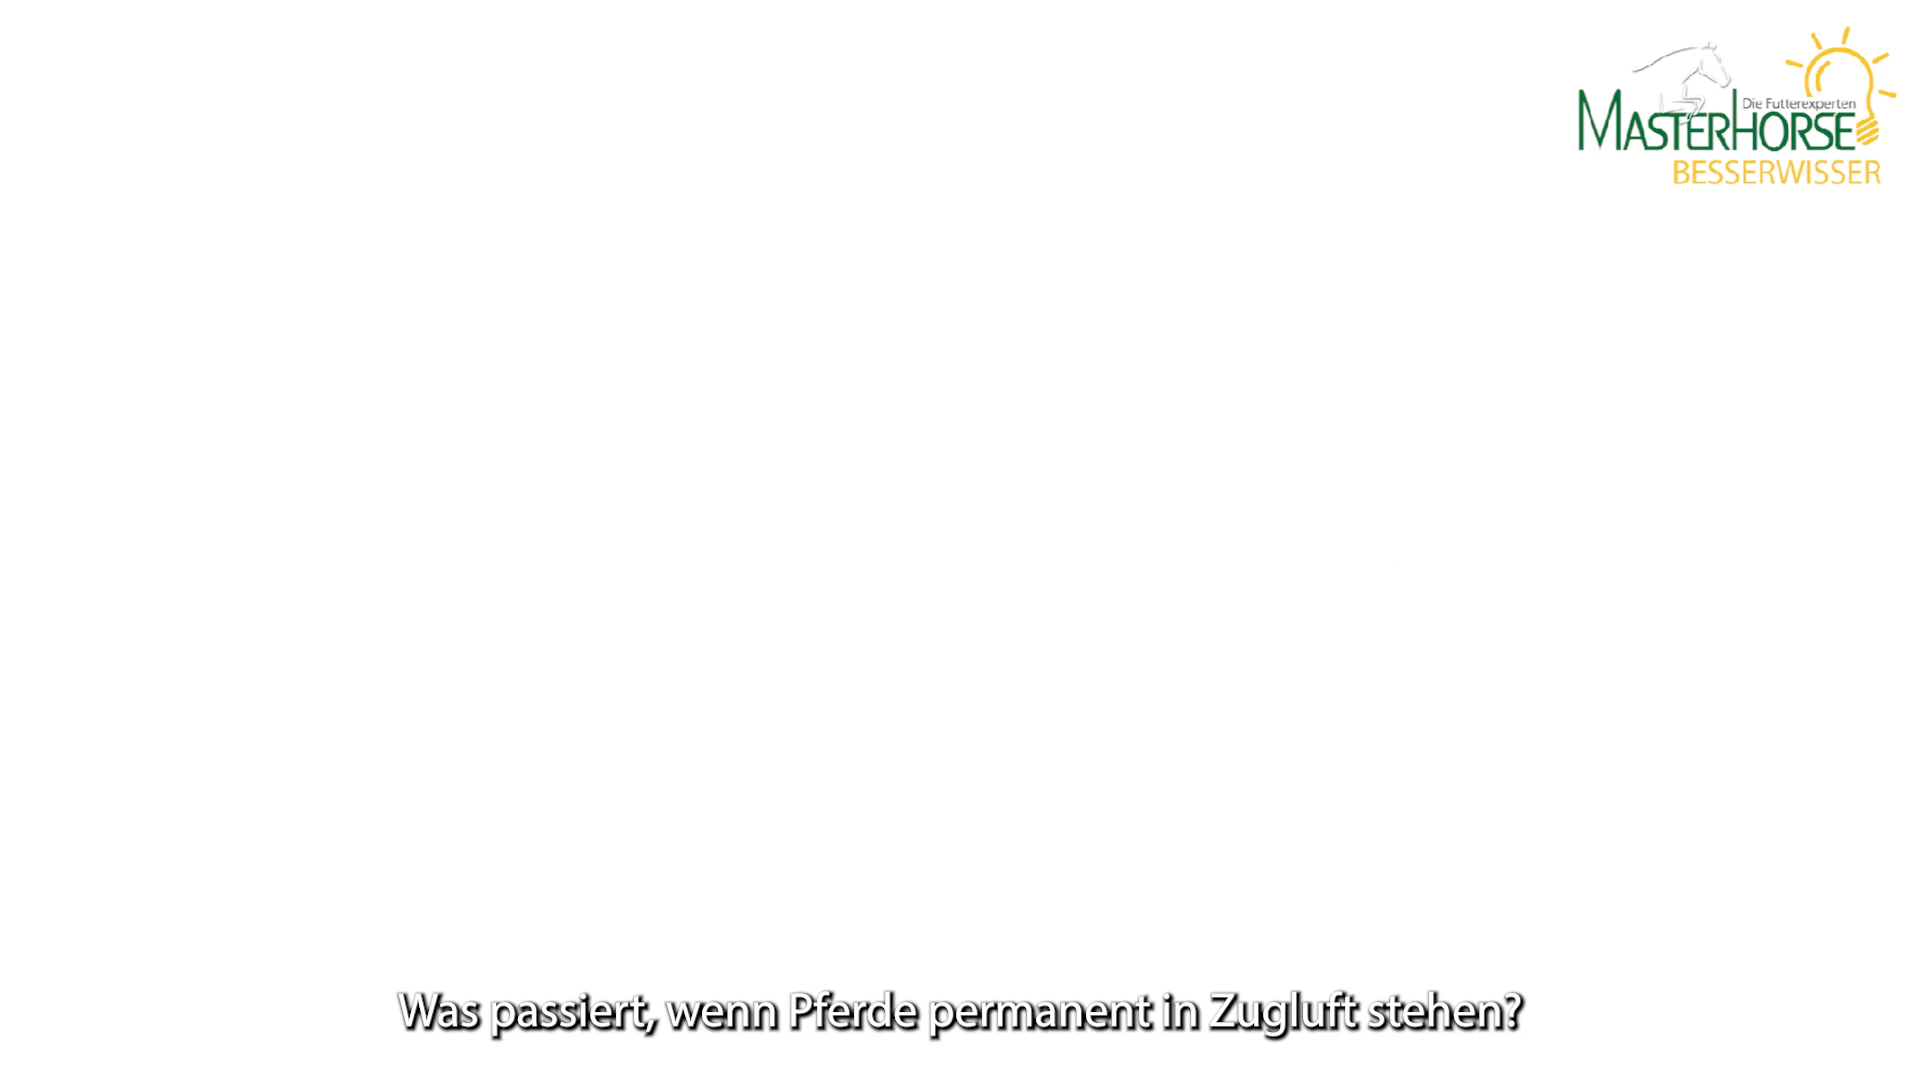 Die Futterexperten
MASTERHORSE
BESSERWISSER
Was passiert, wenn Pferde permanent in Zugluft stehen?